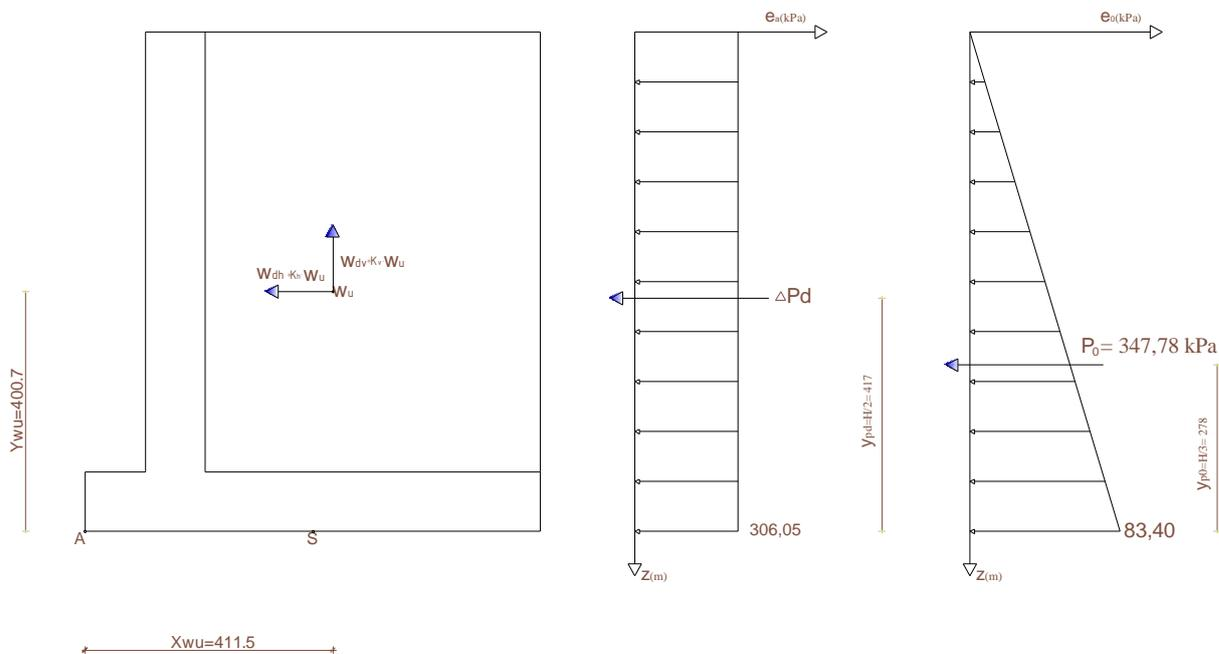 ea(kPa)
e0(kPa)
Wdv=Kv Wu
Wdh=Kh Wu
Wu
△Pd
P0= 347,78 kPa
Ywu=400.7
ypd=H/2=417
yp0=H/3=278
306,05
83,40
A
S
z(m)
z(m)
Xwu=411.5